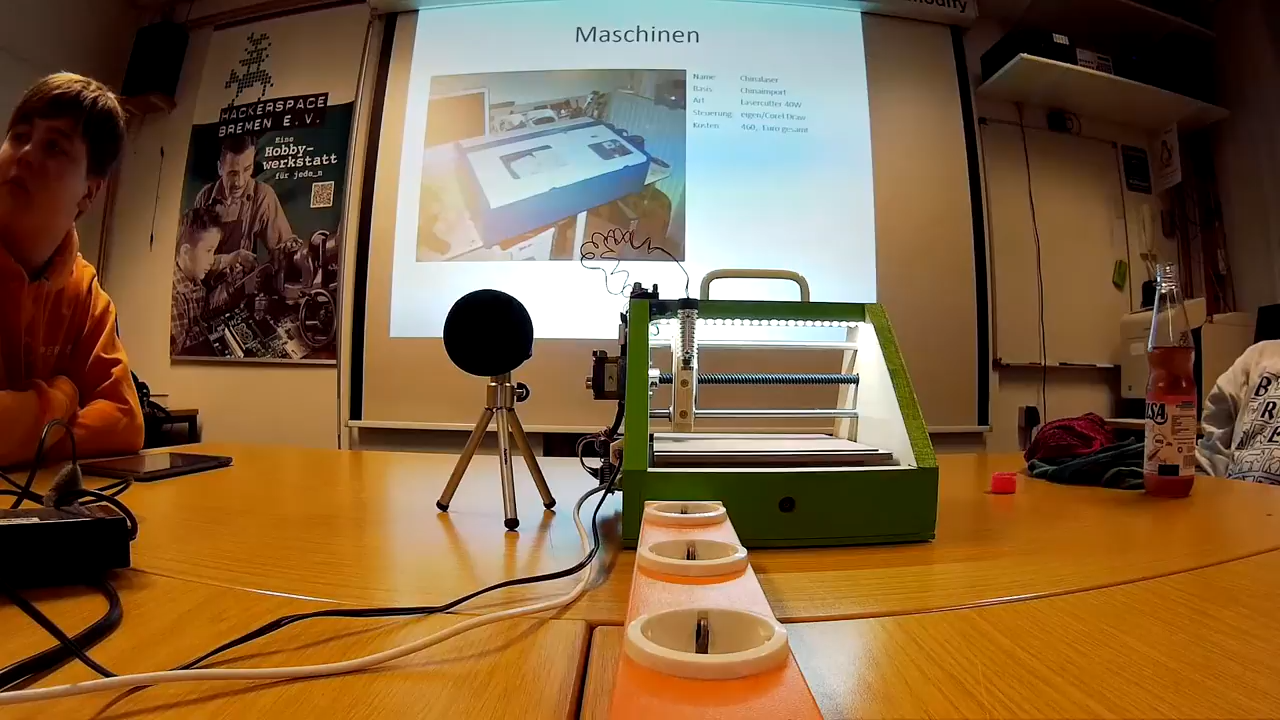 Maschinen
Name Chinalaser
Basis: Chinaimport
Art Lasercutter 40W
Steuerung: eigen/Corel Draw
Kosten: 460,- Euro gesamt
HACKERSPACE
BREMEN E.V.
Eine
Hobby-
werkstatt
für jede_n